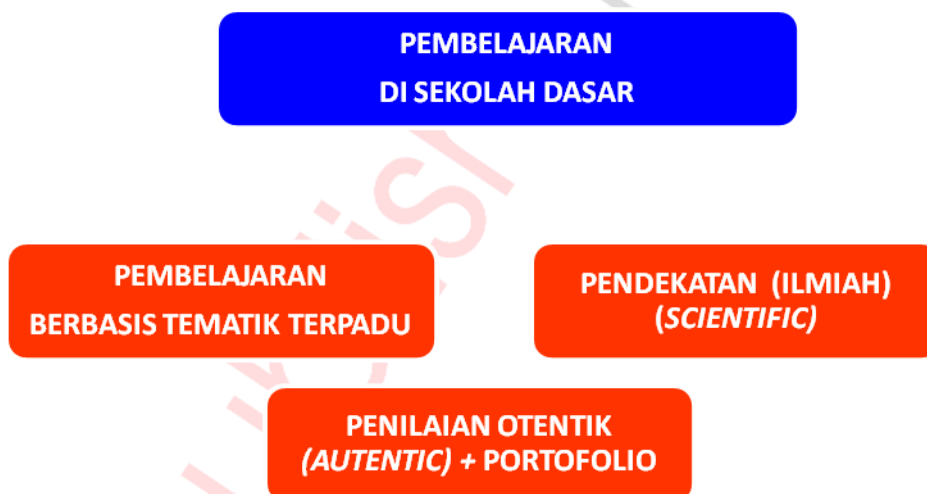 PEMBELAJARAN
DI SEKOLAH DASAR
PEMBELAJARAN
BERBASIS TEMATIK TERPADU
PENDEKATAN (ILMIAH)
(SCIENTIFIC)
PENILAIAN OTENTIK
(AUTENTIC) + PORTOFOLIO